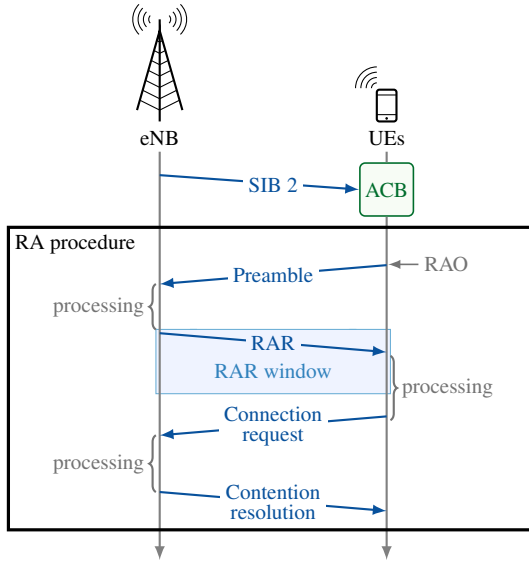 eNB
UEs
SIB 2
ACB
RA procedure
RAO
Preamble
processing
RAR
RAR window
processing
Connection
request
processing
Contention
resolution